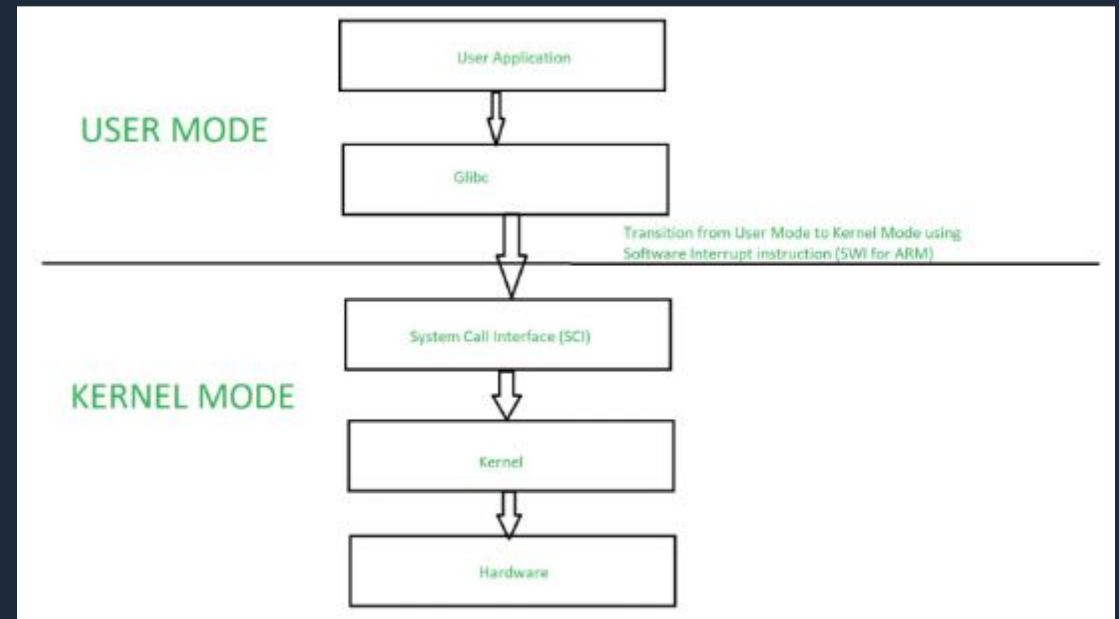 User Application
USER MODE
Glibc
Transition from User Mode to Kernel Mode using
Software Interrupt instruction (SWI for ARM)
System Call Interface (SCI)
KERNEL MODE
Kernel
Hardware